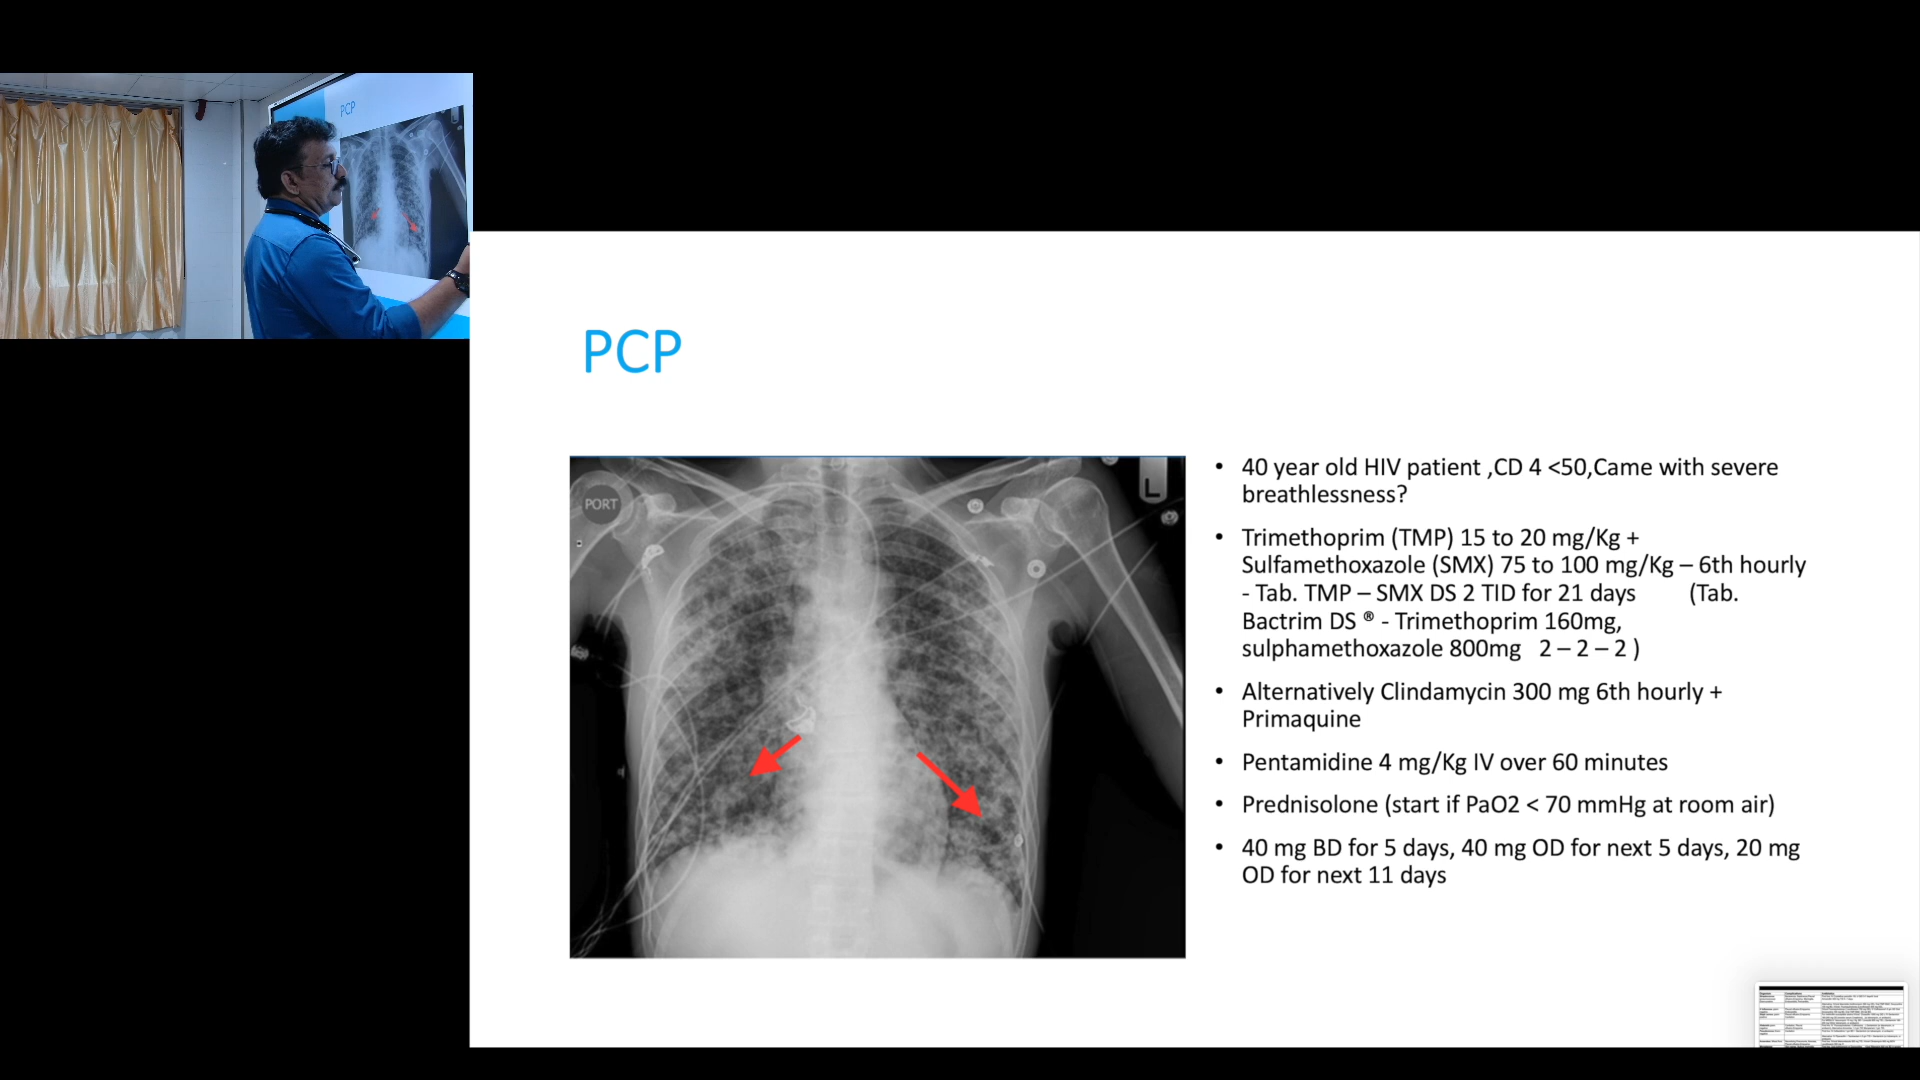 PCP
PCP
PORT
L
• 40 year old HIV patient ,CD 4 <50,Came with severe
breathlessness?
• Trimethoprim (TMP) 15 to 20 mg/Kg +
Sulfamethoxazole (SMX) 75 to 100 mg/Kg – 6th hourly
- Tab. TMP – SMX DS 2 TID for 21 days (Tab.
Bactrim DS ® - Trimethoprim 160mg,
sulphamethoxazole 800mg 2 – 2 – 2 )
• Alternatively Clindamycin 300 mg 6th hourly +
Primaquine
• Pentamidine 4 mg/Kg IV over 60 minutes
• Prednisolone (start if PaO2 < 70 mmHg at room air)
• 40 mg BD for 5 days, 40 mg OD for next 5 days, 20 mg
OD for next 11 days